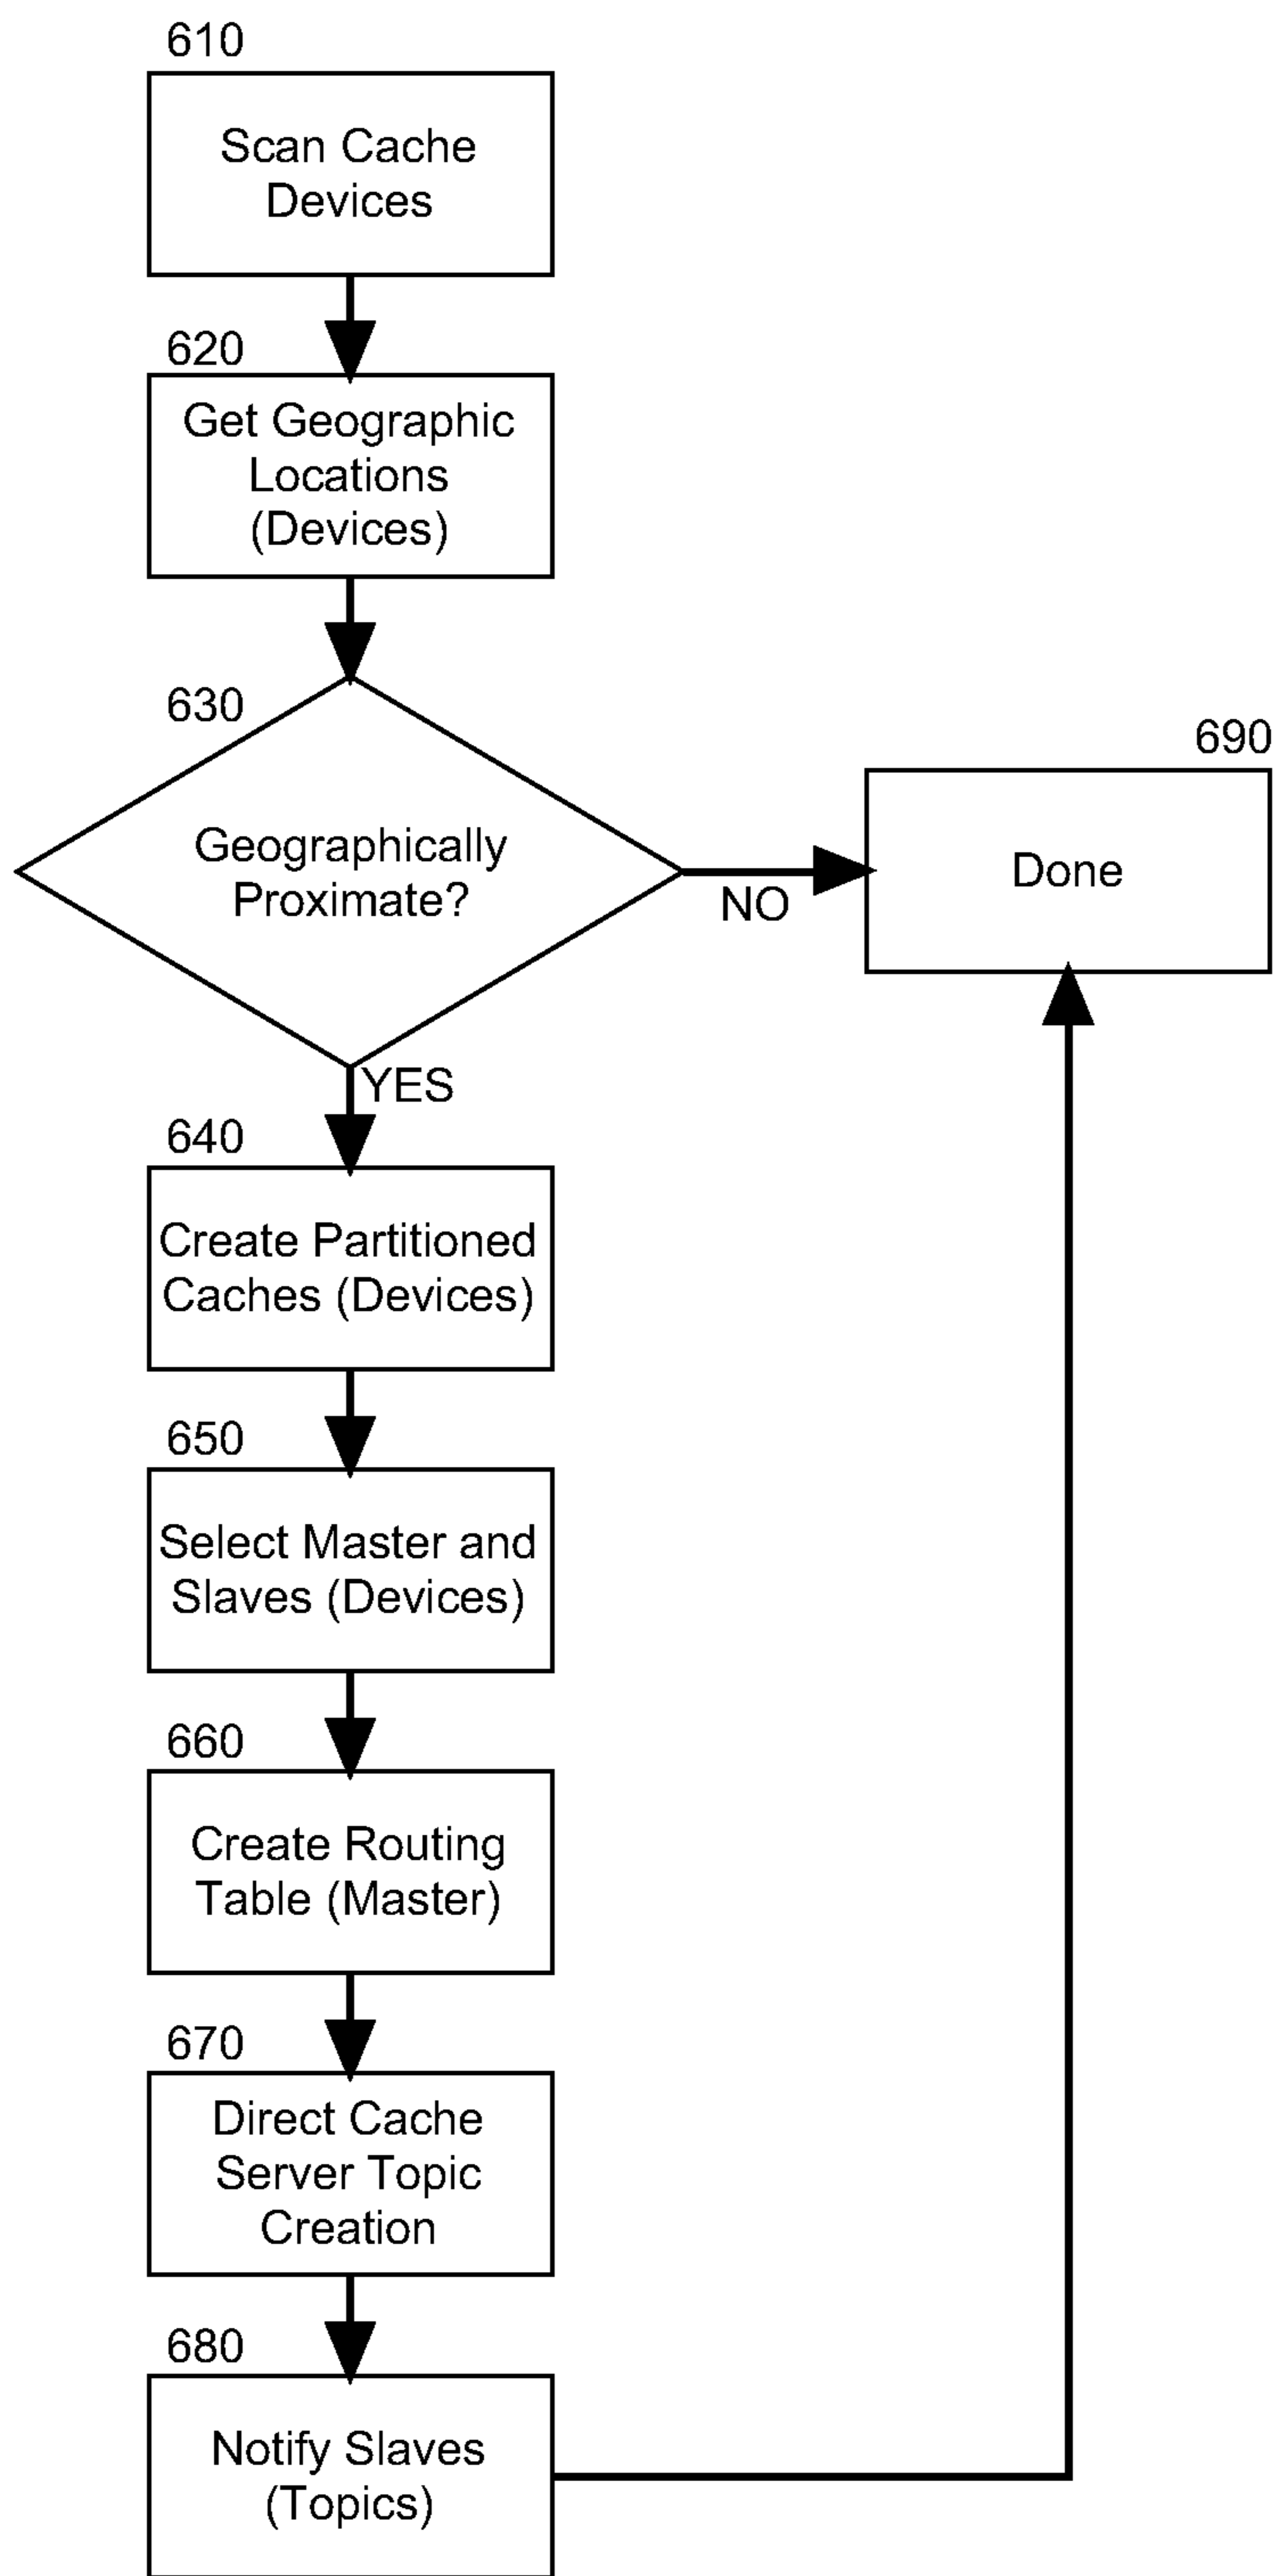 610
Scan Cache
Devices
620
Get Geographic
Locations
(Devices)
630
Geographically
Proximate?
NO
690
Done
YES
640
Create Partitioned
Caches (Devices)
650
Select Master and
Slaves (Devices)
660
Create Routing
Table (Master)
670
Direct Cache
Server Topic
Creation
680
Notify Slaves
(Topics)